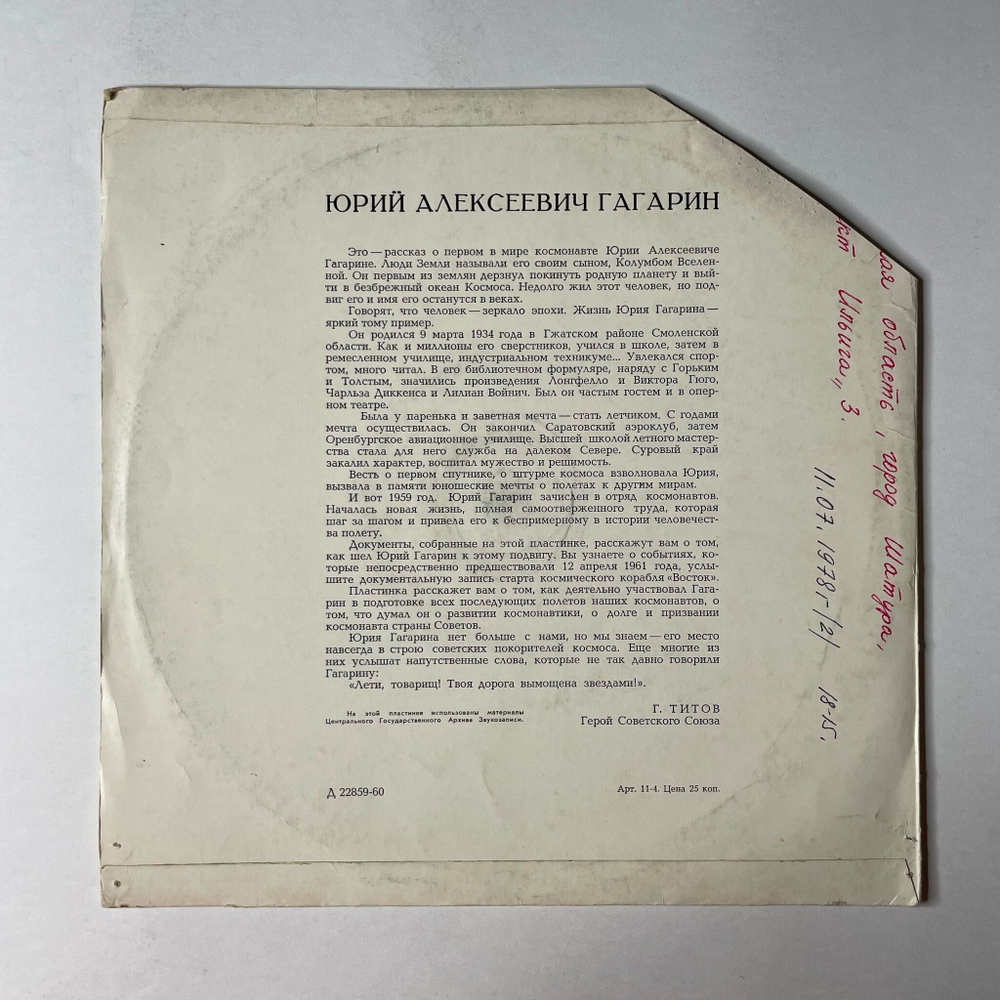 ЮРИЙ АЛЕКСЕЕВИЧ ГАГАРИН
Это — рассказ о первом в мире космонавте Юрии Алексеевиче
Гагарине. Люди Земли называли его своим сыном, Колумбом Вселен-
ной. Он первым из землян дерзнул покинуть родную планету и вый-
ти в безбрежный океан Космоса. Недолго жил этот человек, но под-
виг его и имя его останутся в веках.
Говорят, что человек — зеркало эпохи. Жизнь Юрия Гагарина —
яркий тому пример.
Он родился 9 марта 1934 года в Гжатском районе Смоленской
области. Как и миллионы его сверстников, учился в школе, затем в
ремесленном училище, индустриальном техникуме... Увлекался спор-
том, много читал. В его библиотечном формуляре, наряду с Горьким
и Толстым, значились произведения Лонгфелло и Виктора Гюго,
Чарльза Диккенса и Лилиан Войнич. Был он частым гостем и в опер-
ном театре.
Была у паренька и заветная мечта — стать летчиком. С годами
мечта осуществилась. Он закончил Саратовский аэроклуб, затем
Оренбургское авиационное училище. Высшей школой летного мастер-
ства стала для него служба на далеком Севере. Суровый край
закалил характер, воспитал мужество и решимость.
Весть о первом спутнике, о штурме космоса взволновала Юрия,
вызвала в памяти юношеские мечты о полетах к другим мирам.
И вот 1959 год. Юрий Гагарин зачислен в отряд космонавтов.
Началась новая жизнь, полная самоотверженного труда, которая
шаг за шагом и привела его к беспримерному в истории человечест-
ва полету.
Документы, собранные на этой пластинке, расскажут вам о том,
как шел Юрий Гагарин к этому подвигу. Вы узнаете о событиях, ко-
торые непосредственно предшествовали 12 апреля 1961 года, услы-
шите документальную запись старта космического корабля «Восток».
Пластинка расскажет вам о том, как деятельно участвовал Гага-
рин в подготовке всех последующих полетов наших космонавтов, о
том, что думал он о развитии космонавтики, о долге и призвании
космонавта страны Советов.
Юрия Гагарина нет больше с нами, но мы знаем — его место
навсегда в строю советских покорителей космоса. Еще многие из
них услышат напутственные слова, которые не так давно говорили
Гагарину:
«Лети, товарищ! Твоя дорога вымощена звездами!».
На этой пластинке использованы материалы
Центрального Государственного Архива Звукозаписи.
Г. ТИТОВ
Герой Советского Союза
Д 22859-60
Арт. 11-4. Цена 25 коп.
ая область, город Шатура,
кт Ильича, 3.
11.07.1978г-/2/ 18-15.